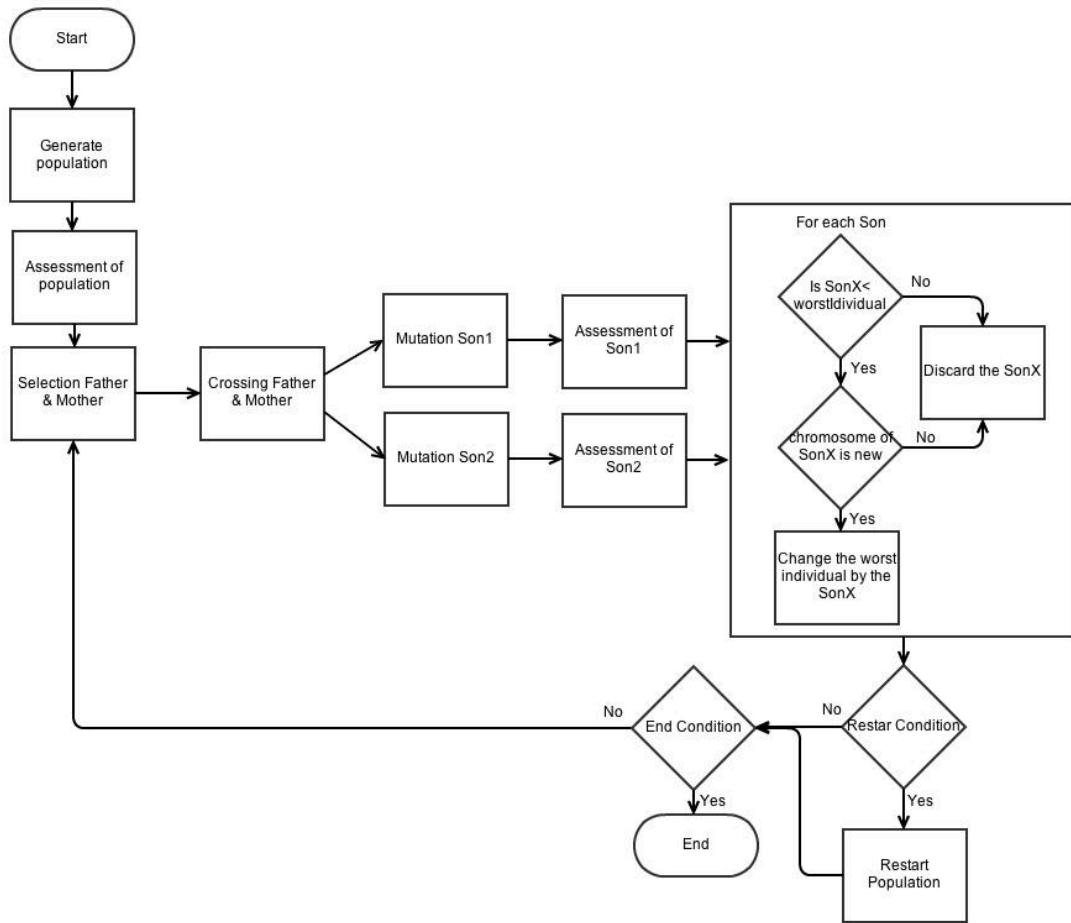 Start
Generate
population
Assessment of
population
Selection Father
& Mother
Crossing Father
& Mother
Mutation Son1
Assessment of
Son1
Mutation Son2
Assessment of
Son2
For each Son
Is SonX<
worstIdividual
No
Discard the SonX
Yes
chromosome of
SonX is new
No
Yes
Change the worst
individual by the
SonX
Restar Condition
No
Yes
Restart
Population
End Condition
No
Yes
End